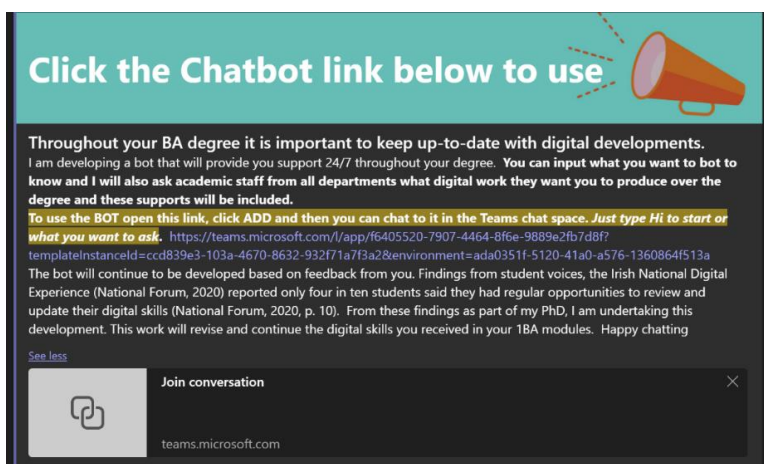 Click the Chatbot link below to use
Throughout your BA degree it is important to keep up-to-date with digital developments.
I am developing a bot that will provide you support 24/7 throughout your degree. You can input what you want to bot to
know and I will also ask academic staff from all departments what digital work they want you to produce over the
degree and these supports will be included.
To use the BOT open this link, click ADD and then you can chat to it in the Teams chat space. Just type Hi to start or
what you want to ask. https://teams.microsoft.com/l/app/f6405520-7907-4464-8f6e-9889e2fb7d8f?
templateInstanceId=ccd839e3-103a-4670-8632-932f71a7f3a2&environment=ada0351f-5120-41a0-a576-1360864f513a
The bot will continue to be developed based on feedback from you. Findings from student voices, the Irish National Digital
Experience (National Forum, 2020) reported only four in ten students said they had regular opportunities to review and
update their digital skills (National Forum, 2020, p. 10). From these findings as part of my PhD, I am undertaking this
development. This work will revise and continue the digital skills you received in your 1BA modules. Happy chatting
See less
Join conversation
teams.microsoft.com